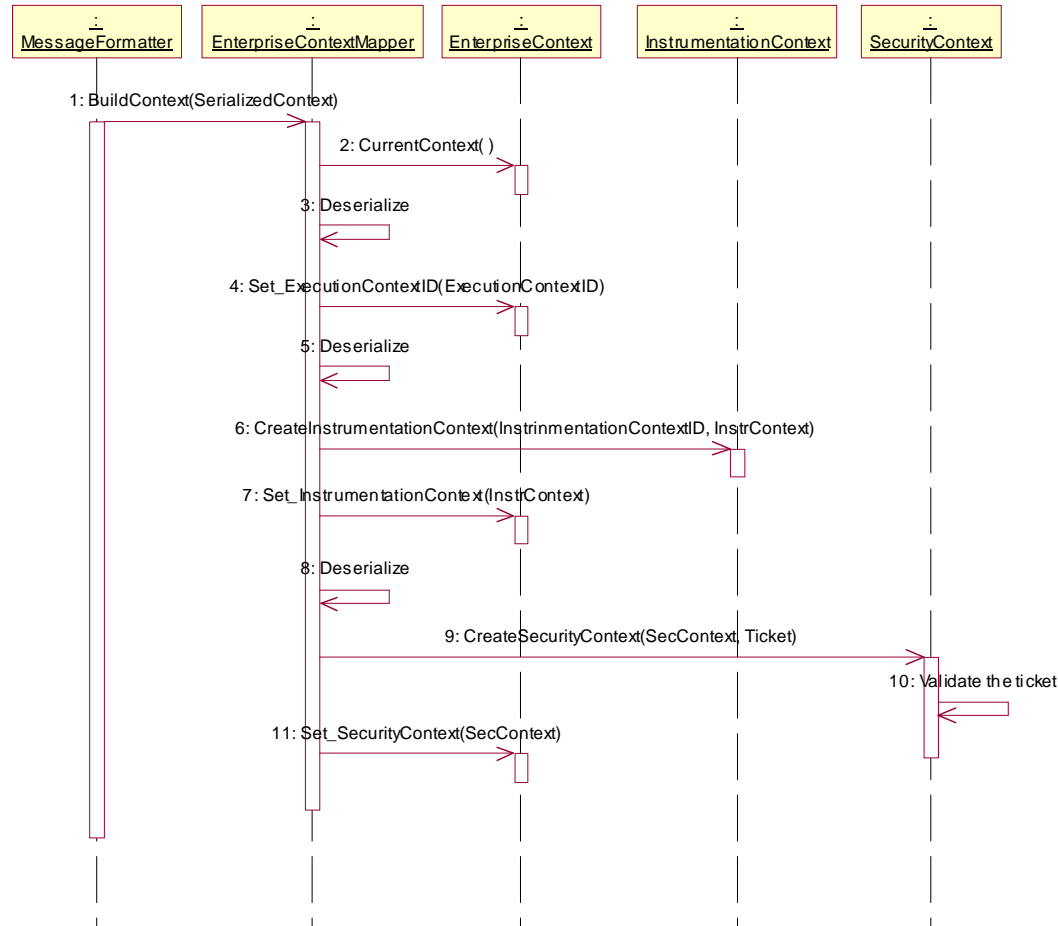 :
MessageFormatter
:
EnterpriseContextMapper
:
EnterpriseContext
:
InstrumentationContext
:
SecurityContext
1: BuildContext(SerializedContext)
2: CurrentContext( )
3: Deserialize
4: Set_ExecutionContextID(ExecutionContextID)
5: Deserialize
6: CreateInstrumentationContext(InstrinmentationContextID, InstrContext)
7: Set_InstrumentationContext(InstrContext)
8: Deserialize
9: CreateSecurityContext(SecContext, Ticket)
10: Validate the ticket
11: Set_SecurityContext(SecContext)